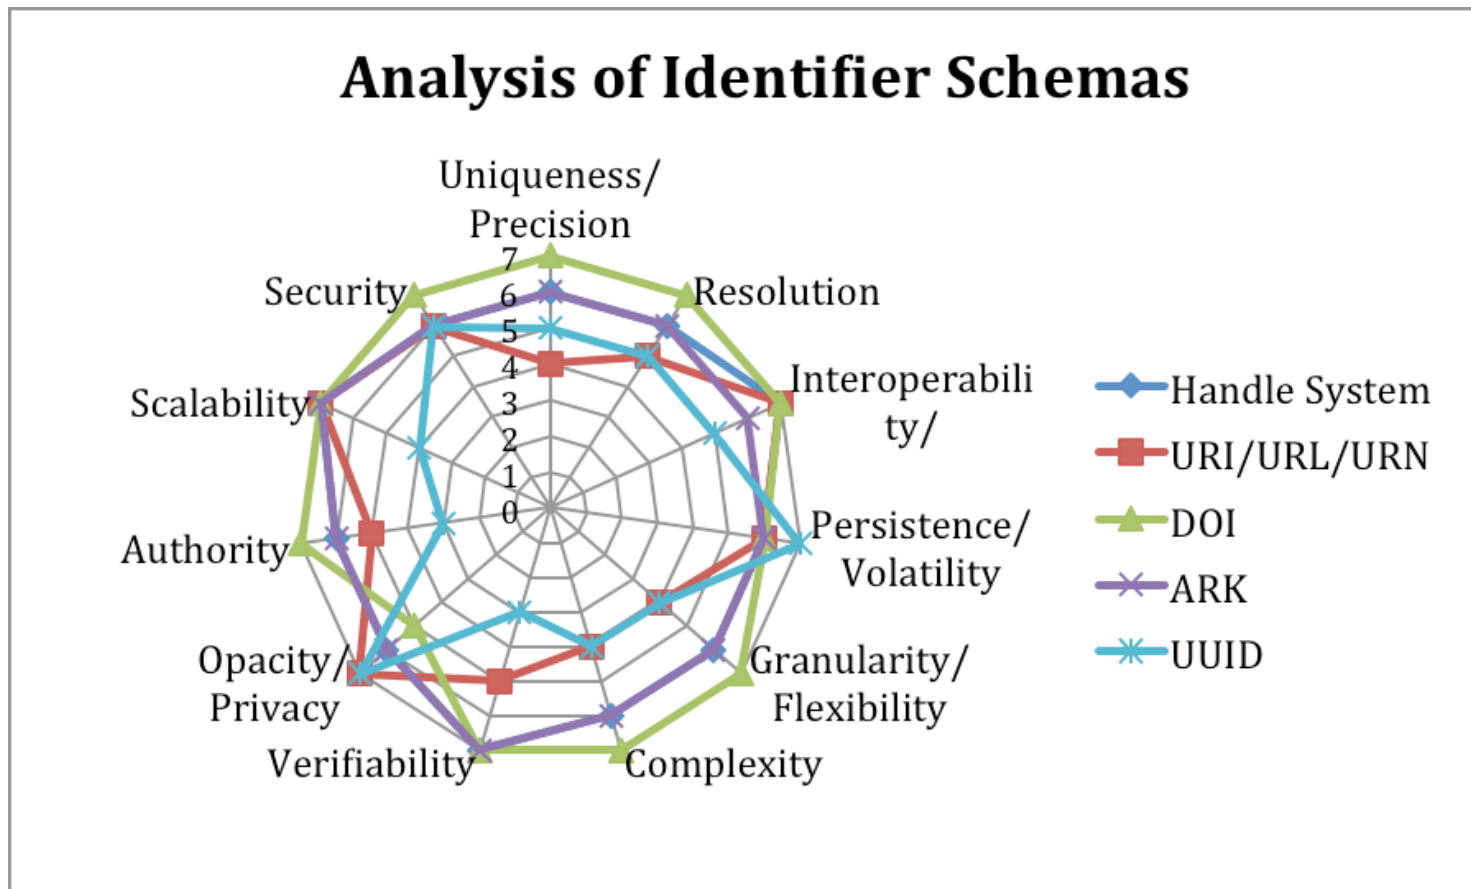 Analysis of Identifier Schemas
Uniqueness/
Precision
Resolution
Interoperabili
ty/
Persistence/
Volatility
Granularity/
Flexibility
Complexity
Verifiability
Opacity/
Privacy
Authority
Scalability
Security
7
6
5
4
3
2
1
0
Handle System
URI/URL/URN
DOI
ARK
UUID